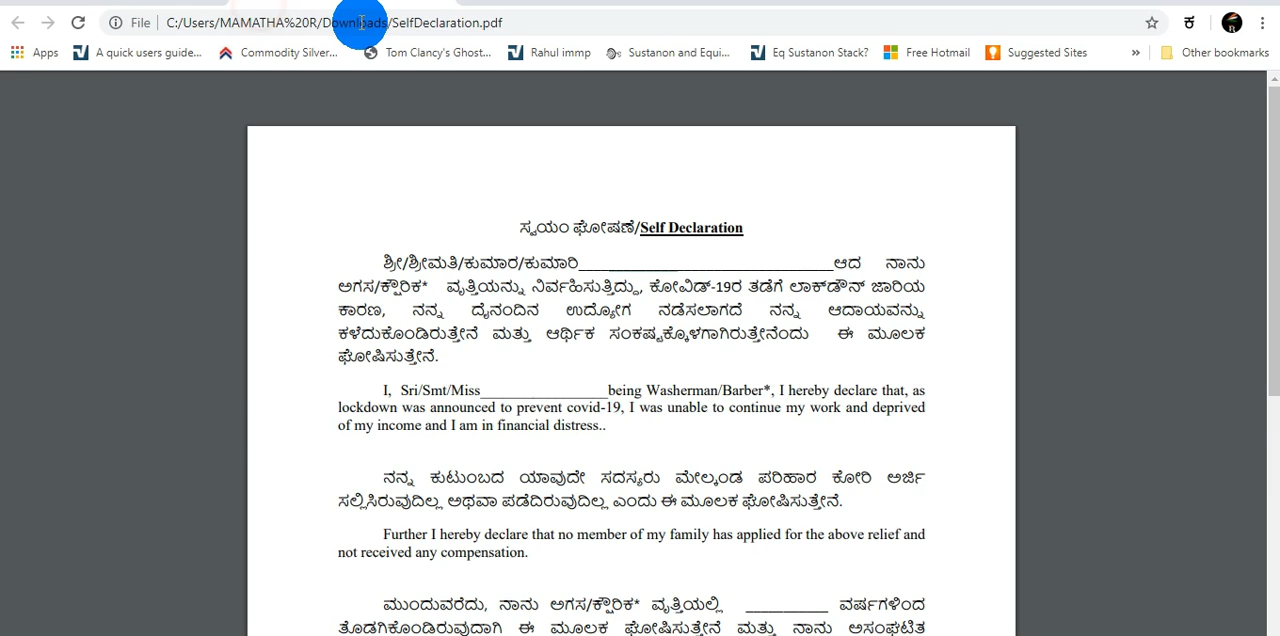 File C:/Users/MAMATHA%20R/Downloads/SelfDeclaration.pdf
Apps A quick users guide... Commodity Silver... Tom Clancy's Ghost... Rahul immp Sustanon and Equi... Eq Sustanon Stack? Free Hotmail Suggested Sites » Other bookmarks
ಸ್ವಯಂ ಘೋಷಣೆ/Self Declaration
ಶ್ರೀ/ಶ್ರೀಮತಿ/ಕುಮಾರ/ಕುಮಾರಿ__________________________________ಆದ ನಾನು
ಅಗಸ/ಕ್ಷೌರಿಕ* ವೃತ್ತಿಯನ್ನು ನಿರ್ವಹಿಸುತ್ತಿದ್ದು, ಕೋವಿಡ್-19ರ ತಡೆಗೆ ಲಾಕ್‌ಡೌನ್ ಜಾರಿಯ
ಕಾರಣ, ನನ್ನ ದೈನಂದಿನ ಉದ್ಯೋಗ ನಡೆಸಲಾಗದೆ ನನ್ನ ಆದಾಯವನ್ನು
ಕಳೆದುಕೊಂಡಿರುತ್ತೇನೆ ಮತ್ತು ಆರ್ಥಿಕ ಸಂಕಷ್ಟಕ್ಕೊಳಗಾಗಿರುತ್ತೇನೆಂದು ಈ ಮೂಲಕ
ಘೋಷಿಸುತ್ತೇನೆ.
I, Sri/Smt/Miss_________________being Washerman/Barber*, I hereby declare that, as
lockdown was announced to prevent covid-19, I was unable to continue my work and deprived
of my income and I am in financial distress..
ನನ್ನ ಕುಟುಂಬದ ಯಾವುದೇ ಸದಸ್ಯರು ಮೇಲ್ಕಂಡ ಪರಿಹಾರ ಕೋರಿ ಅರ್ಜಿ
ಸಲ್ಲಿಸಿರುವುದಿಲ್ಲ ಅಥವಾ ಪಡೆದಿರುವುದಿಲ್ಲ ಎಂದು ಈ ಮೂಲಕ ಘೋಷಿಸುತ್ತೇನೆ.
Further I hereby declare that no member of my family has applied for the above relief and
not received any compensation.
ಮುಂದುವರೆದು, ನಾನು ಅಗಸ/ಕ್ಷೌರಿಕ* ವೃತ್ತಿಯಲ್ಲಿ ___________ ವರ್ಷಗಳಿಂದ
ತೊಡಗಿಕೊಂಡಿರುವುದಾಗಿ ಈ ಮೂಲಕ ಘೋಷಿಸುತ್ತೇನೆ ಮತ್ತು ನಾನು ಅಸಂಘಟಿತ